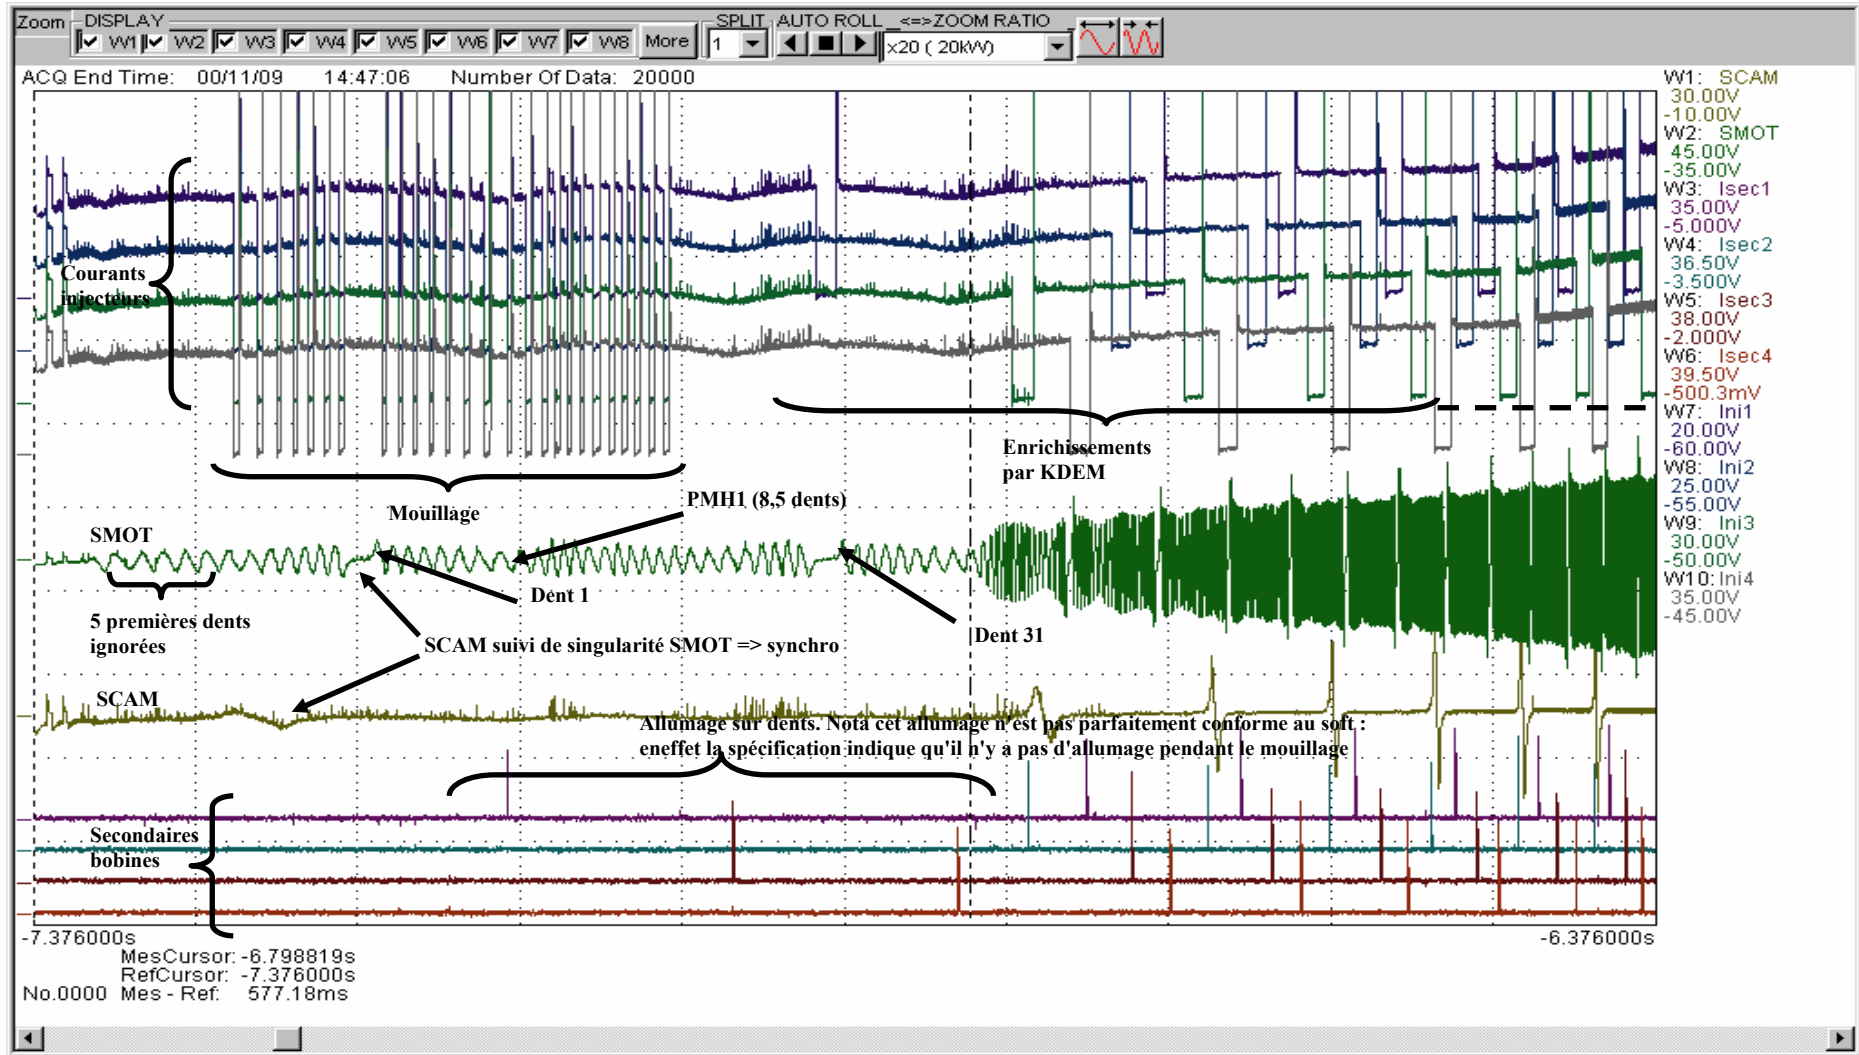 Zoom DISPLAY SPLIT AUTO ROLL <=>ZOOM RATIO
W1 W2 W3 W4 W5 W6 W7 W8 More 1 x20 ( 20kW)
ACQ End Time: 00/11/09 14:47:06 Number Of Data: 20000
W1: SCAM
30.00V
-10.00V
W2: SMOT
45.00V
-35.00V
W3: Isec1
35.00V
-5.000V
W4: Isec2
36.50V
-3.500V
W5: Isec3
38.00V
-2.000V
W6: Isec4
39.50V
-500.3mV
W7: Ini1
20.00V
-60.00V
W8: Ini2
25.00V
-55.00V
W9: Ini3
30.00V
-50.00V
W10: Ini4
35.00V
-45.00V
Courants
injecteurs
Enrichissements
par KDEM
Mouillage
PMH1 (8,5 dents)
SMOT
Dent 1
5 premières dents
ignorées
Dent 31
SCAM suivi de singularité SMOT => synchro
SCAM
Allumage sur dents. Nota cet allumage n'est pas parfaitement conforme au soft :
eneffet la spécification indique qu'il n'y a pas d'allumage pendant le mouillage
Secondaires
bobines
-7.376000s -6.376000s
MesCursor: -6.798819s
RefCursor: -7.376000s
No.0000 Mes - Ref: 577.18ms